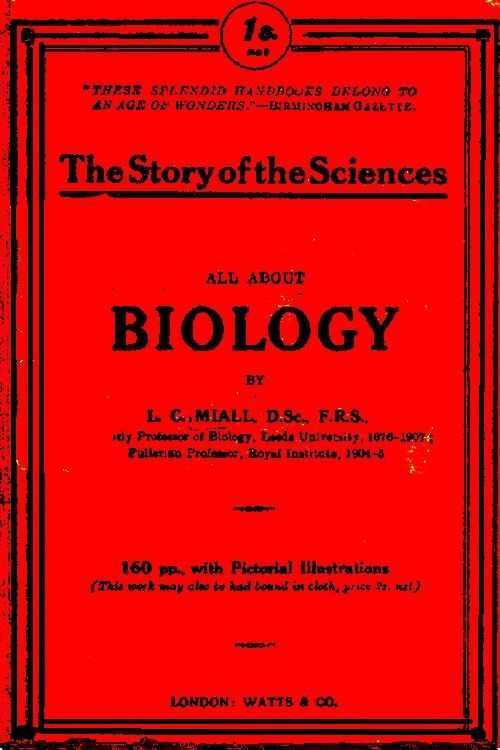 1s.
net
"THESE SPLENDID HANDBOOKS BELONG TO
AN AGE OF WONDERS."—BIRMINGHAM GAZETTE.
The Story of the Sciences
ALL ABOUT
BIOLOGY
BY
L. C. MIALL, D.Sc., F.R.S.,
Professor of Biology, Leeds University, 1876-1907;
Fullerian Professor, Royal Institute, 1904-5
160 pp., with Pictorial Illustrations
(This work may also be had bound in cloth, price 2s. net)
LONDON: WATTS & CO.